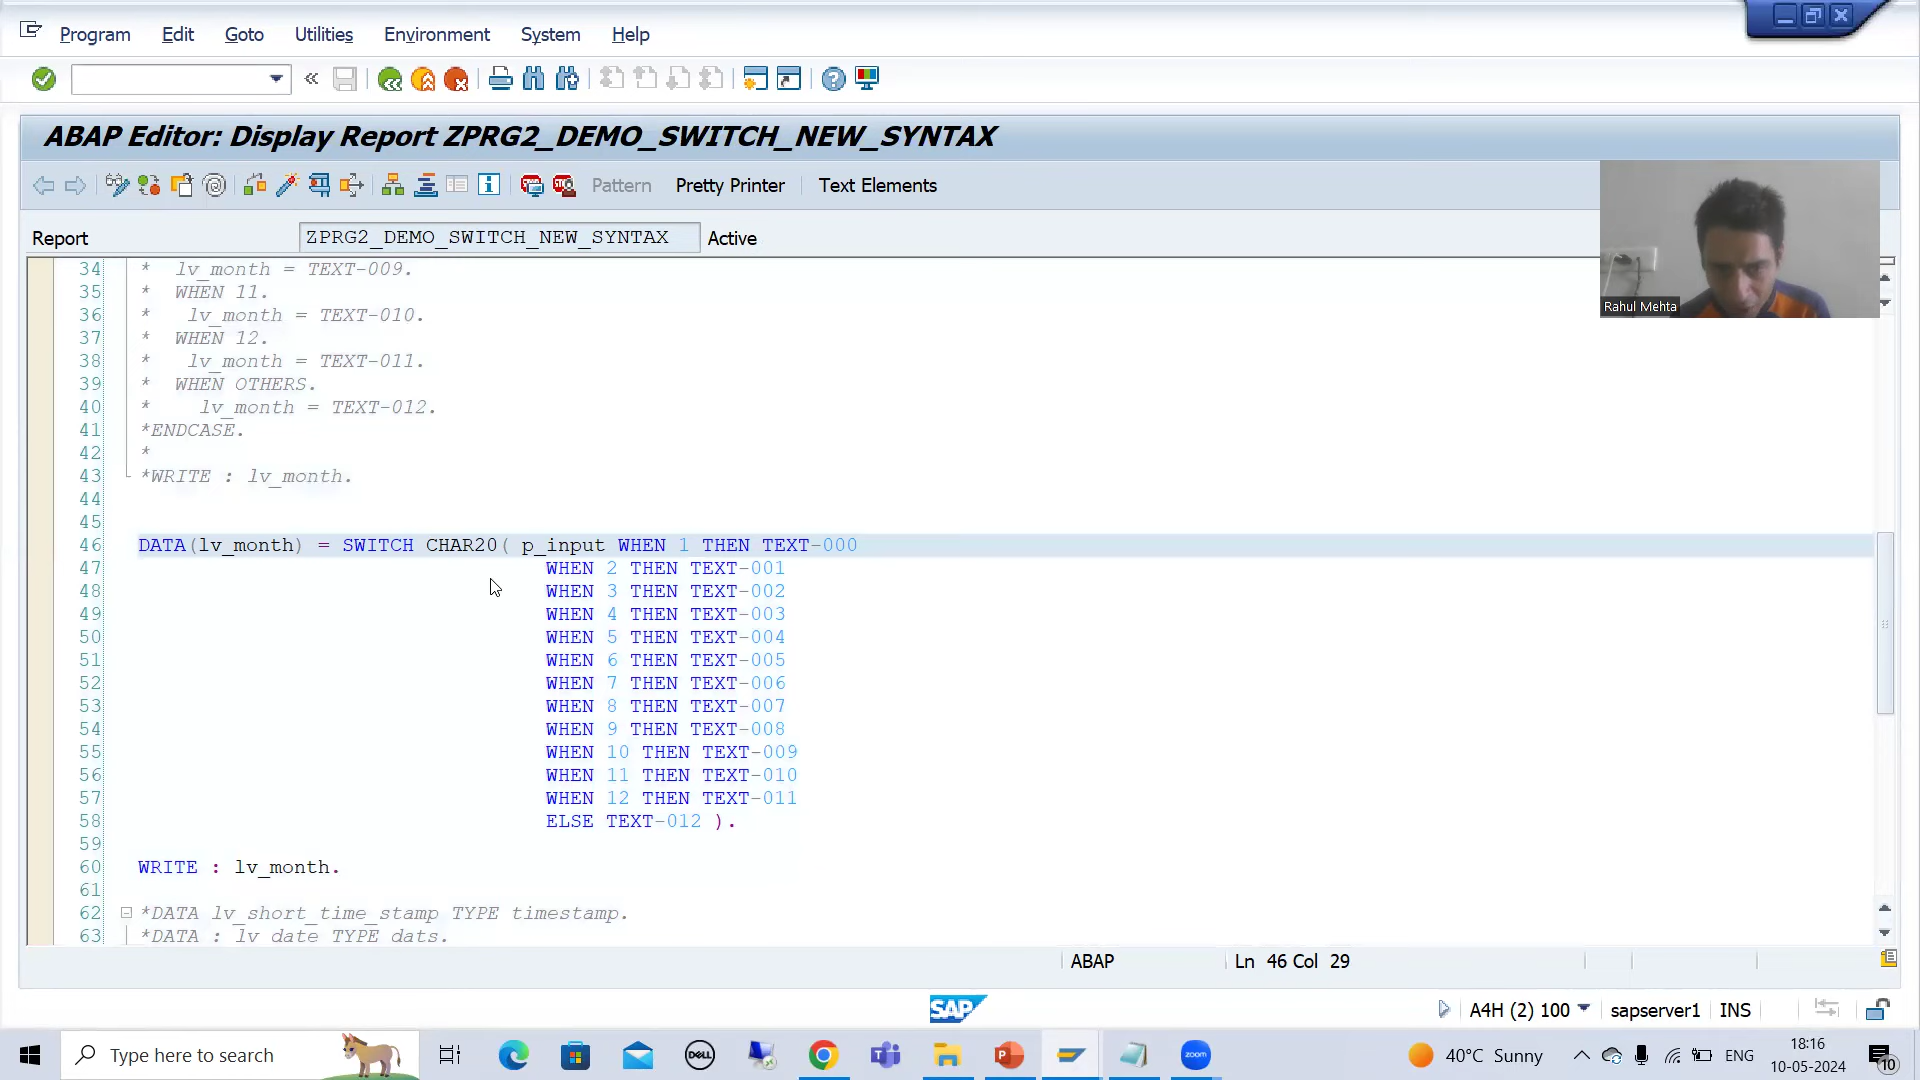 Program Edit Goto Utilities Environment System Help
ABAP Editor: Display Report ZPRG2_DEMO_SWITCH_NEW_SYNTAX
Pattern Pretty Printer Text Elements
Report ZPRG2_DEMO_SWITCH_NEW_SYNTAX Active
Rahul Mehta
34 * lv_month = TEXT-009.
35 * WHEN 11.
36 * lv_month = TEXT-010.
37 * WHEN 12.
38 * lv_month = TEXT-011.
39 * WHEN OTHERS.
40 * lv_month = TEXT-012.
41 *ENDCASE.
42 *
43 *WRITE : lv_month.
44
45
46 DATA(lv_month) = SWITCH CHAR20( p_input WHEN 1 THEN TEXT-000
47 WHEN 2 THEN TEXT-001
48 WHEN 3 THEN TEXT-002
49 WHEN 4 THEN TEXT-003
50 WHEN 5 THEN TEXT-004
51 WHEN 6 THEN TEXT-005
52 WHEN 7 THEN TEXT-006
53 WHEN 8 THEN TEXT-007
54 WHEN 9 THEN TEXT-008
55 WHEN 10 THEN TEXT-009
56 WHEN 11 THEN TEXT-010
57 WHEN 12 THEN TEXT-011
58 ELSE TEXT-012 ).
59
60 WRITE : lv_month.
61
62 *DATA lv_short_time_stamp TYPE timestamp.
63 *DATA : lv_date TYPE dats.
ABAP Ln 46 Col 29
SAP A4H (2) 100 sapserver1 INS
Type here to search DELL zoom 40°C Sunny ENG 18:16
10-05-2024 10